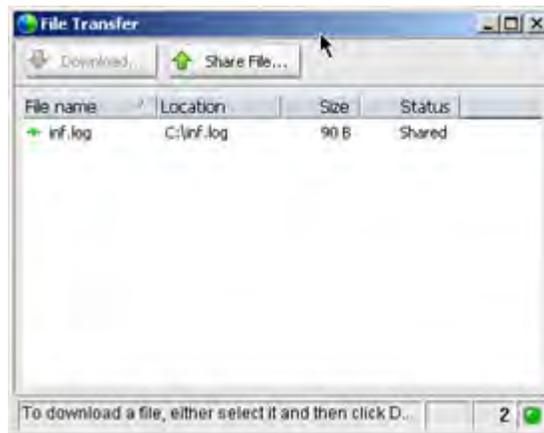 File Transfer
Download... Share File...
File name Location Size Status
inf.log C:\inf.log 90 B Shared
To download a file, either select it and then click D... 2